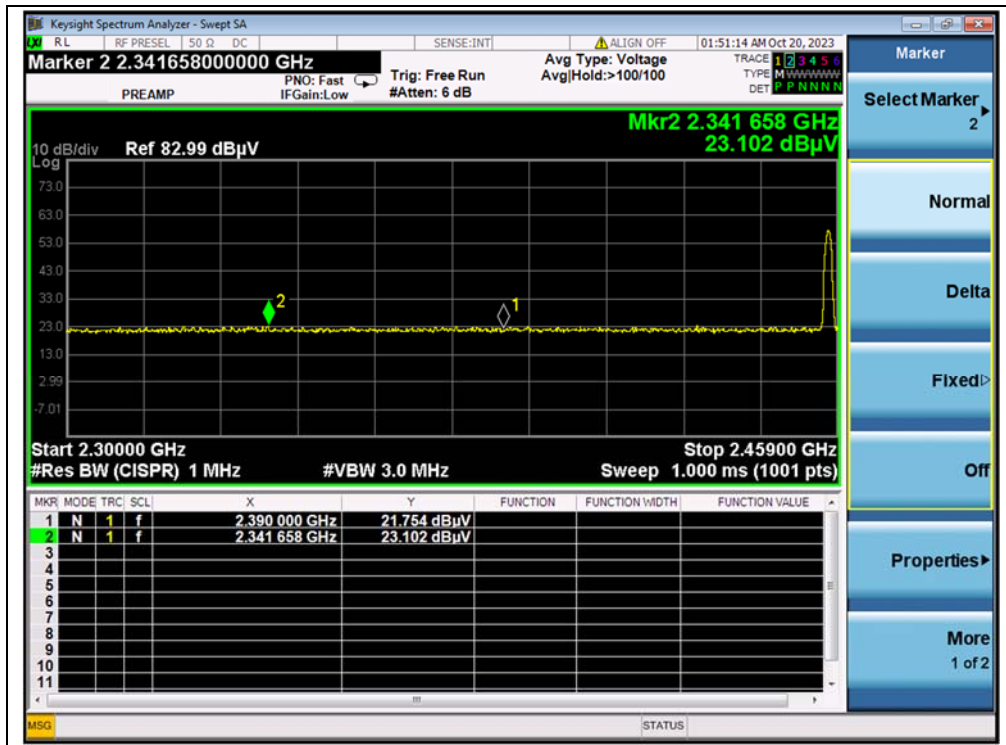 Keysight Spectrum Analyzer - Swept SA
LXI RL RF PRESEL 50 Ω DC SENSE:INT ALIGN OFF 01:51:14 AM Oct 20, 2023
Marker 2 2.341658000000 GHz
PREAMP
PNO: Fast
IFGain:Low
Trig: Free Run
#Atten: 6 dB
Avg Type: Voltage
Avg|Hold:>100/100
TRACE 1 2 3 4 5 6
TYPE M W W W W W
DET P P N N N N
Mkr2 2.341 658 GHz
23.102 dBµV
10 dB/div Ref 82.99 dBµV
Log
73.0
63.0
53.0
43.0
33.0
23.0
13.0
2.99
-7.01
2
1
Start 2.30000 GHz Stop 2.45900 GHz
#Res BW (CISPR) 1 MHz #VBW 3.0 MHz Sweep 1.000 ms (1001 pts)
MKR MODE TRC SCL X Y FUNCTION FUNCTION WIDTH FUNCTION VALUE
1 N 1 f 2.390 000 GHz 21.754 dBµV
2 N 1 f 2.341 658 GHz 23.102 dBµV
3
4
5
6
7
8
9
10
11
MSG STATUS
Marker
Select Marker
2
Normal
Delta
Fixed
Off
Properties
More
1 of 2